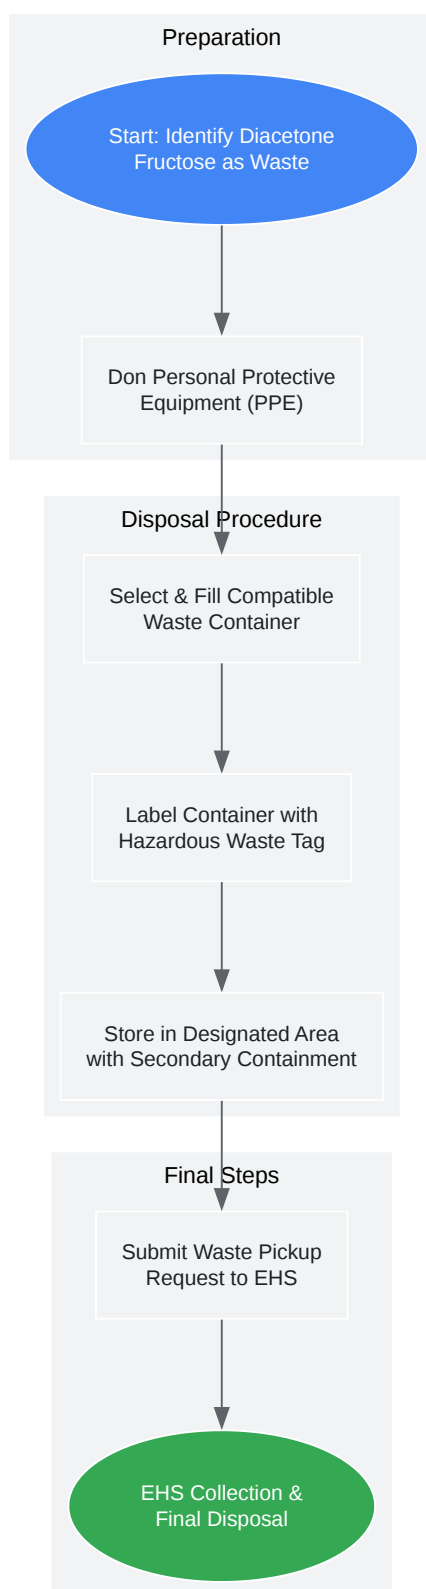 Preparation
Start: Identify Diacetone
Fructose as Waste
Don Personal Protective
Equipment (PPE)
Disposal Procedure
Select & Fill Compatible
Waste Container
Label Container with
Hazardous Waste Tag
Store in Designated Area
with Secondary Containment
Final Steps
Submit Waste Pickup
Request to EHS
EHS Collection &
Final Disposal